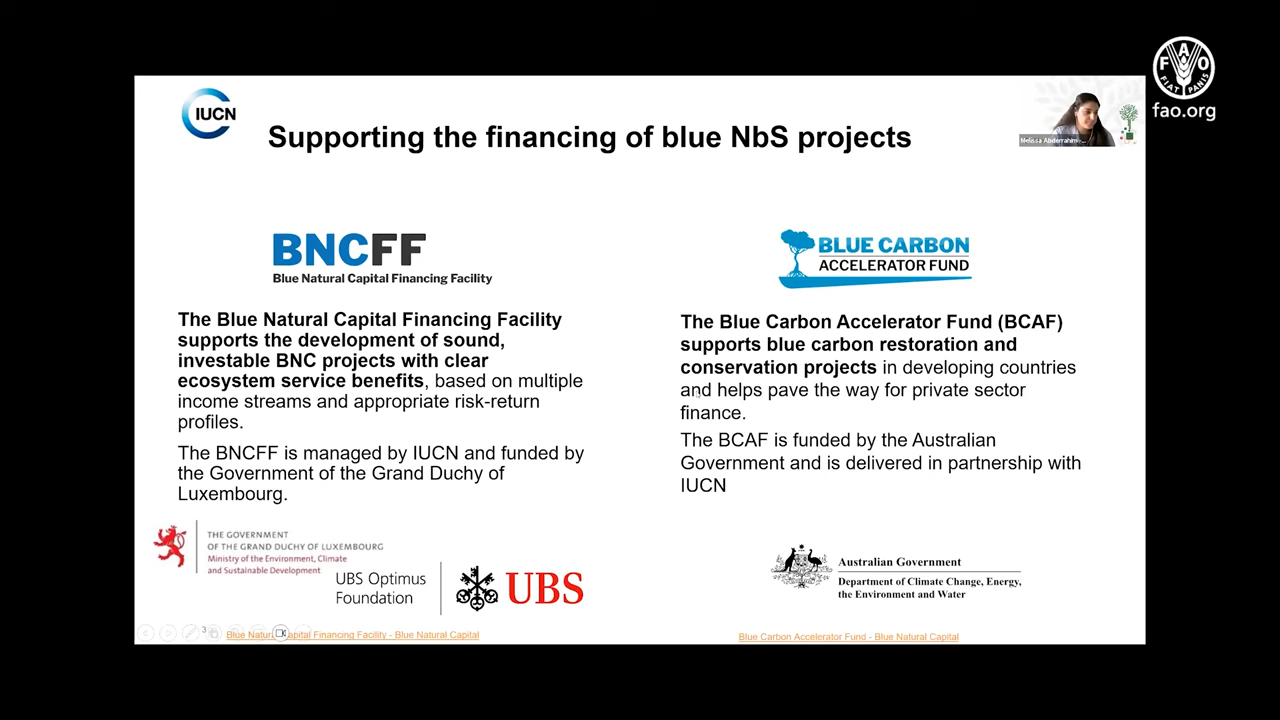 FAO
FIAT PANIS
fao.org
IUCN
Supporting the financing of blue NbS projects
Melissa Abderrahim
BNCFF
Blue Natural Capital Financing Facility
The Blue Natural Capital Financing Facility
supports the development of sound,
investable BNC projects with clear
ecosystem service benefits, based on multiple
income streams and appropriate risk-return
profiles.
The BNCFF is managed by IUCN and funded by
the Government of the Grand Duchy of
Luxembourg.
THE GOVERNMENT
OF THE GRAND DUCHY OF LUXEMBOURG
Ministry of the Environment, Climate
and Sustainable Development
UBS Optimus
Foundation
UBS
3
Blue Natural Capital Financing Facility - Blue Natural Capital
BLUE CARBON
ACCELERATOR FUND
The Blue Carbon Accelerator Fund (BCAF)
supports blue carbon restoration and
conservation projects in developing countries
and helps pave the way for private sector
finance.
The BCAF is funded by the Australian
Government and is delivered in partnership with
IUCN
Australian Government
Department of Climate Change, Energy,
the Environment and Water
Blue Carbon Accelerator Fund - Blue Natural Capital